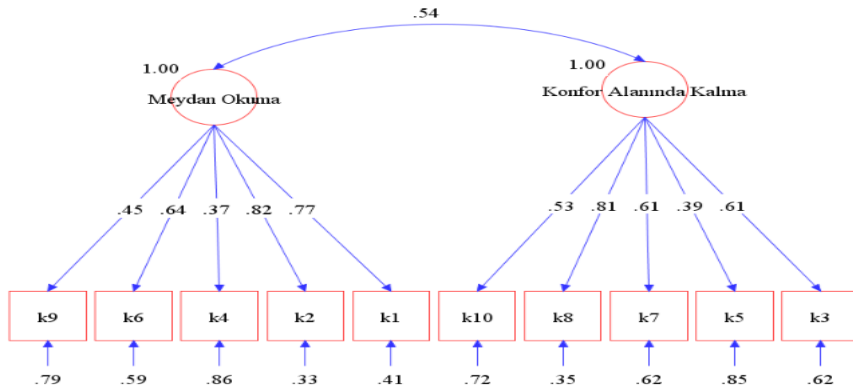 .54
1.00 1.00
Meydan Okuma Konfor Alanında Kalma
.45 .64 .37 .82 .77 .53 .81 .61 .39 .61
k9 k6 k4 k2 k1 k10 k8 k7 k5 k3
.79 .59 .86 .33 .41 .72 .35 .62 .85 .62